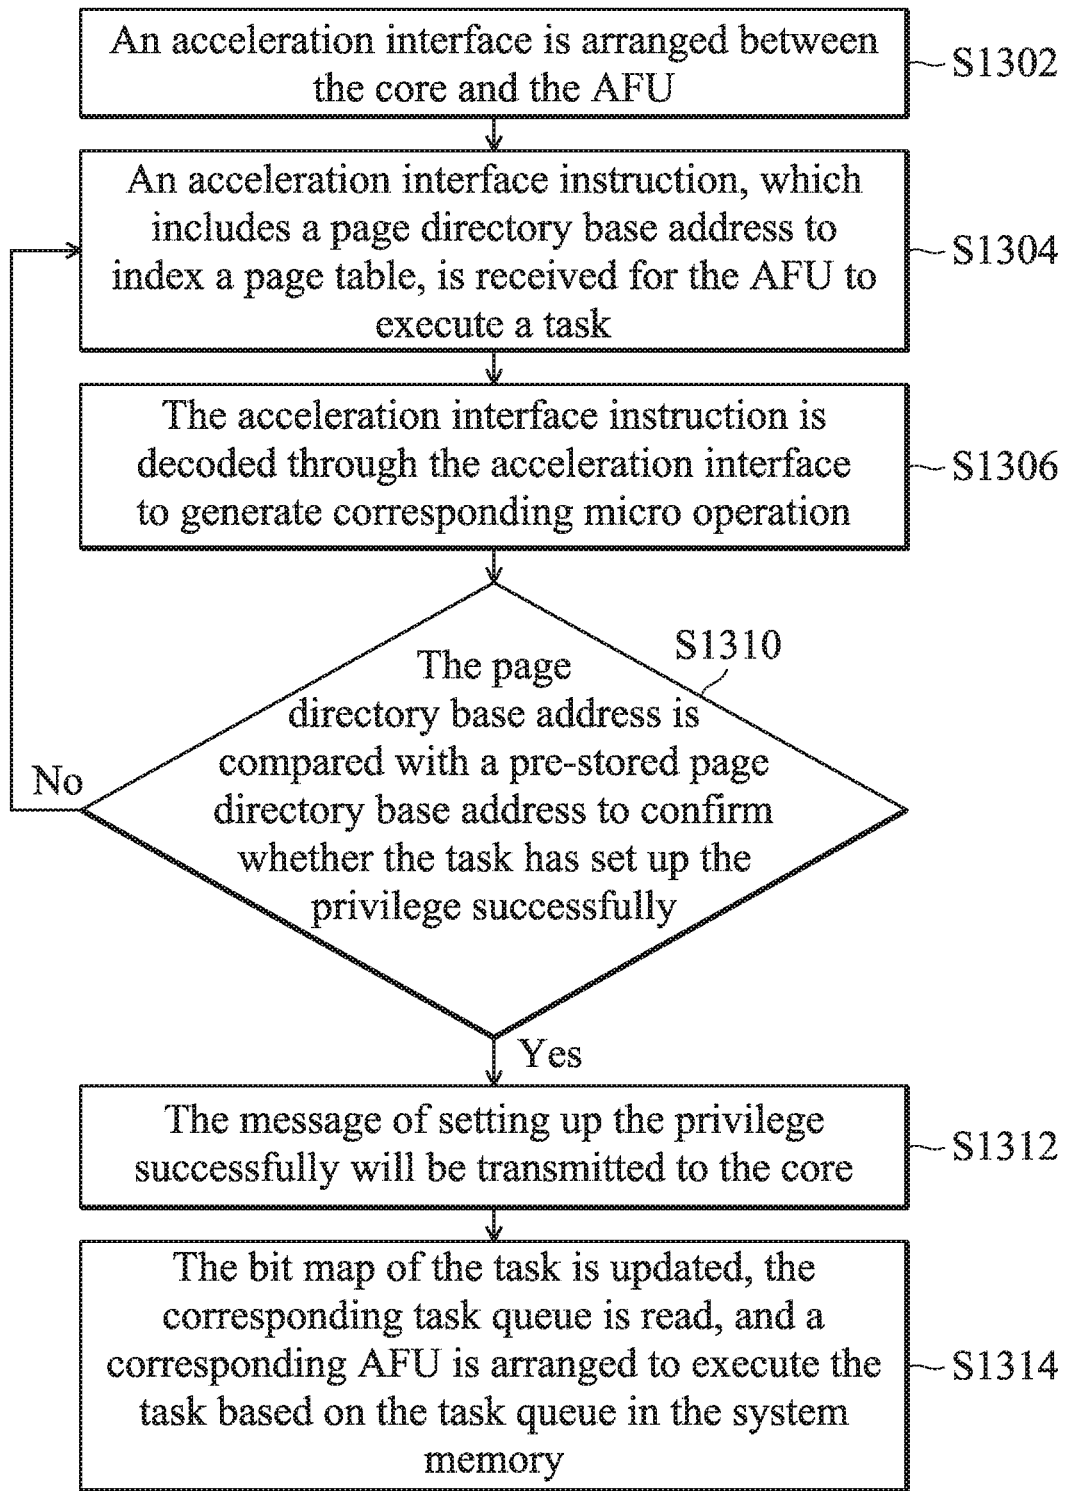 An acceleration interface is arranged between
the core and the AFU
S1302
An acceleration interface instruction, which
includes a page directory base address to
index a page table, is received for the AFU to
execute a task
S1304
The acceleration interface instruction is
decoded through the acceleration interface
to generate corresponding micro operation
S1306
S1310
The page
directory base address is
compared with a pre-stored page
directory base address to confirm
whether the task has set up the
privilege successfully
No
Yes
The message of setting up the privilege
successfully will be transmitted to the core
S1312
The bit map of the task is updated, the
corresponding task queue is read, and a
corresponding AFU is arranged to execute the
task based on the task queue in the system
memory
S1314